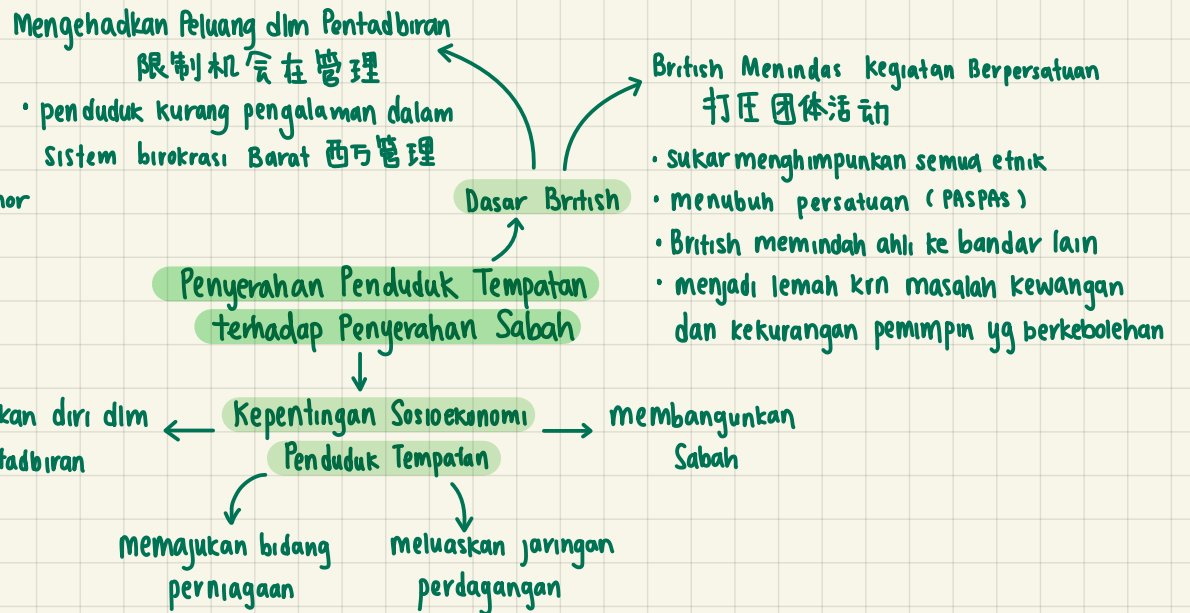 Mengehadkan Peluang dlm Pentadbiran
限制机会在管理
• penduduk kurang pengalaman dalam
sistem birokrasi Barat 西方管理
nor
British Menindas kegiatan Berpersatuan
打压团体活动
• sukar menghimpunkan semua etnik
• menubuh persatuan (PASPAS)
• British memindah ahli ke bandar lain
• menjadi lemah krn masalah kewangan
dan kekurangan pemimpin yg berkebolehan
Dasar British
Penyerahan Penduduk Tempatan
terhadap Penyerahan Sabah
kan diri dlm
tadbiran
Kepentingan Sosioekonomi
Penduduk Tempatan
membangunkan
Sabah
memajukan bidang
perniagaan
meluaskan jaringan
perdagangan